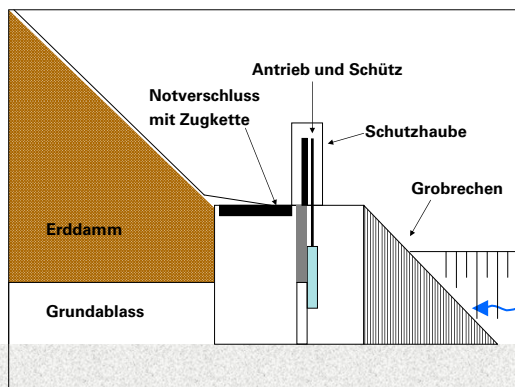 Antrieb und Schütz
Notverschluss
mit Zugkette
Schutzhaube
Grobrechen
Erddamm
Grundablass